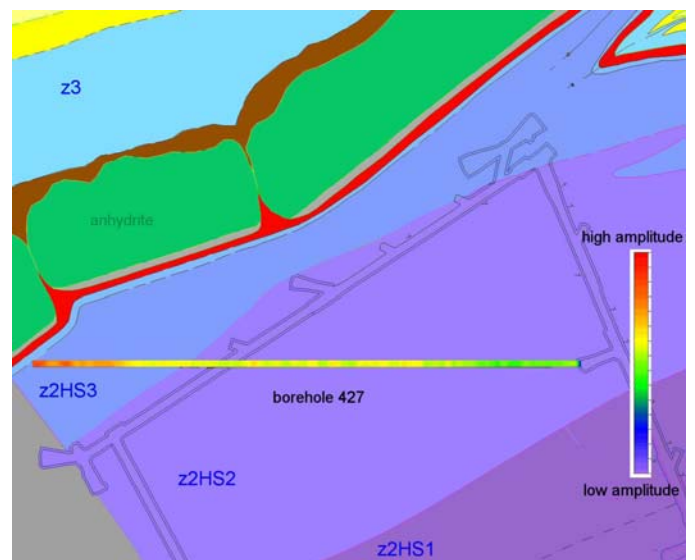 z3
anhydrite
high amplitude
z2HS3
borehole 427
z2HS2
low amplitude
z2HS1